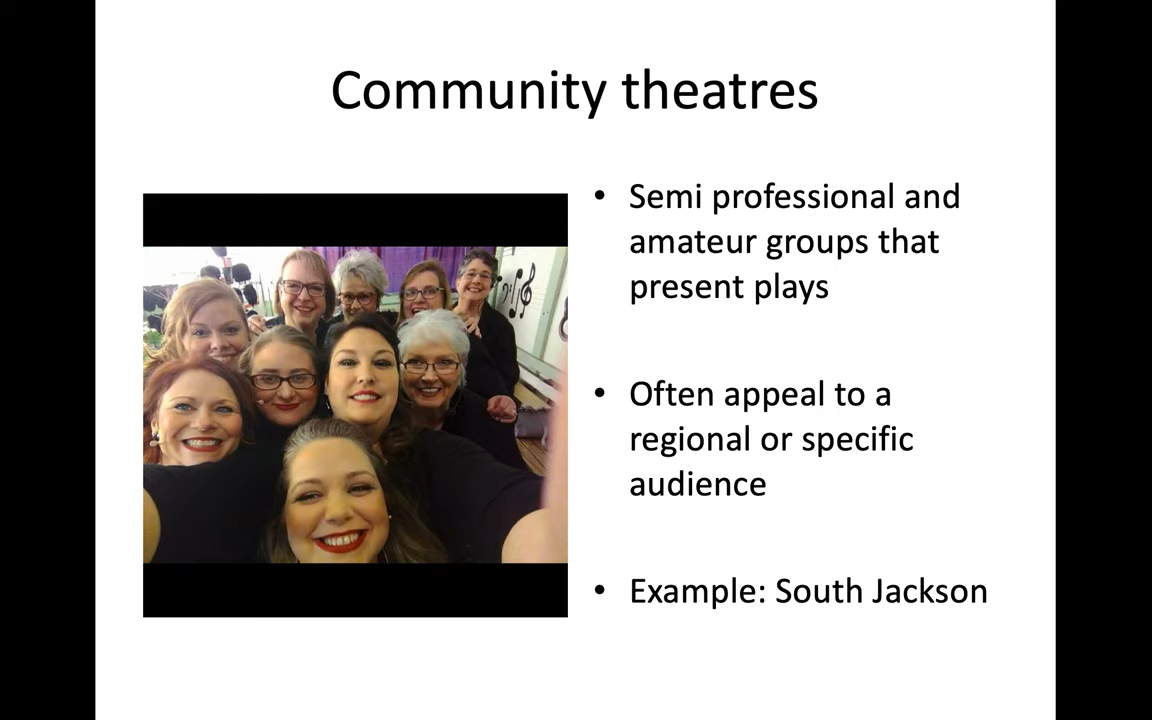 Community theatres
• Semi professional and
amateur groups that
present plays
• Often appeal to a
regional or specific
audience
• Example: South Jackson